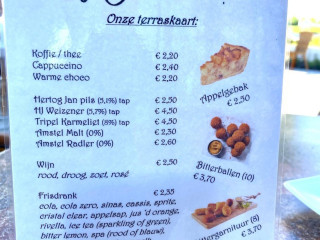 Onze terraskaart:
Koffie / thee € 2,20
Cappuccino € 2,40
Warme choco € 2,20
Appelgebak
€ 2,50
Hertog Jan pils (5,1%) tap € 2,50
Weizener (5,7%) tap € 4,50
Tripel Karmeliet (8%) tap € 4,50
Amstel Malt (0%) € 2,30
Amstel Radler (0%) € 2,60
Bitterballen (10)
€ 3,70
Wijn € 2,50
rood, droog, zoet, rosé
Frisdrank
cola, cola zero, sinas, cassis, sprite,
cristal clear, appelsap, jus 'd orange,
rivella, ice tea (sparkling of green),
bitter lemon, spa (rood of blauw),
(8)
€ 3,70